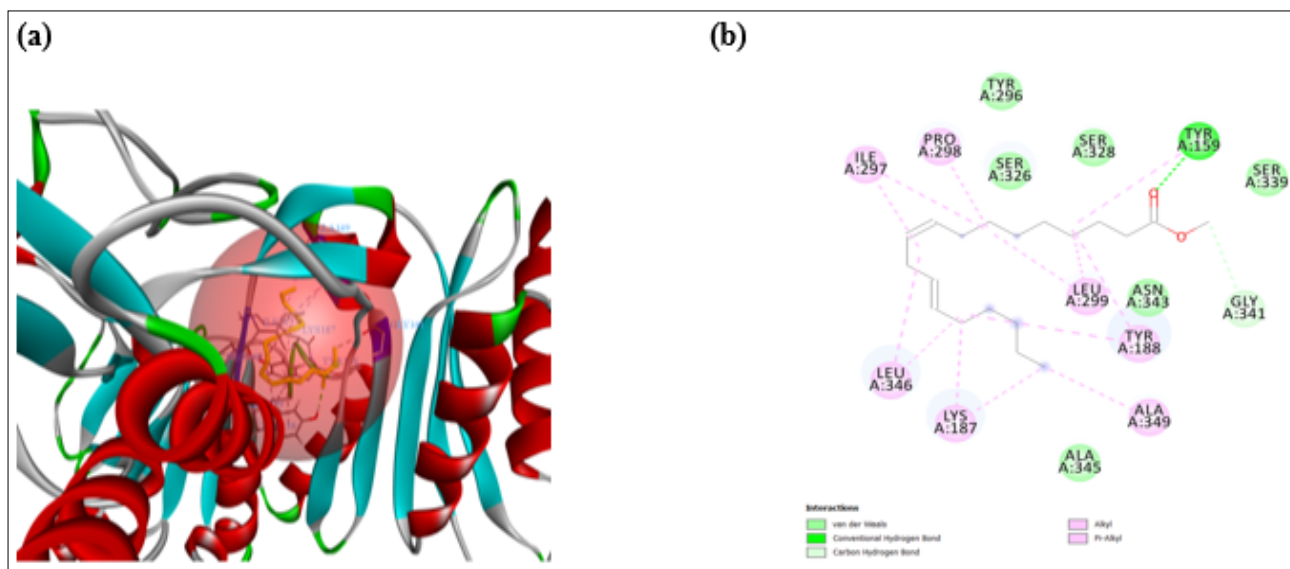 (a)
(b)
TYR
A:296
PRO
A:298
ILE
A:297
SER
A:326
SER
A:328
TYR
A:159
SER
A:339
O
O
LEU
A:299
ASN
A:343
GLY
A:341
TYR
A:188
LEU
A:346
LYS
A:187
ALA
A:349
ALA
A:345
Interactions
van der Waals
Conventional Hydrogen Bond
Carbon Hydrogen Bond
Alkyl
Pi-Alkyl